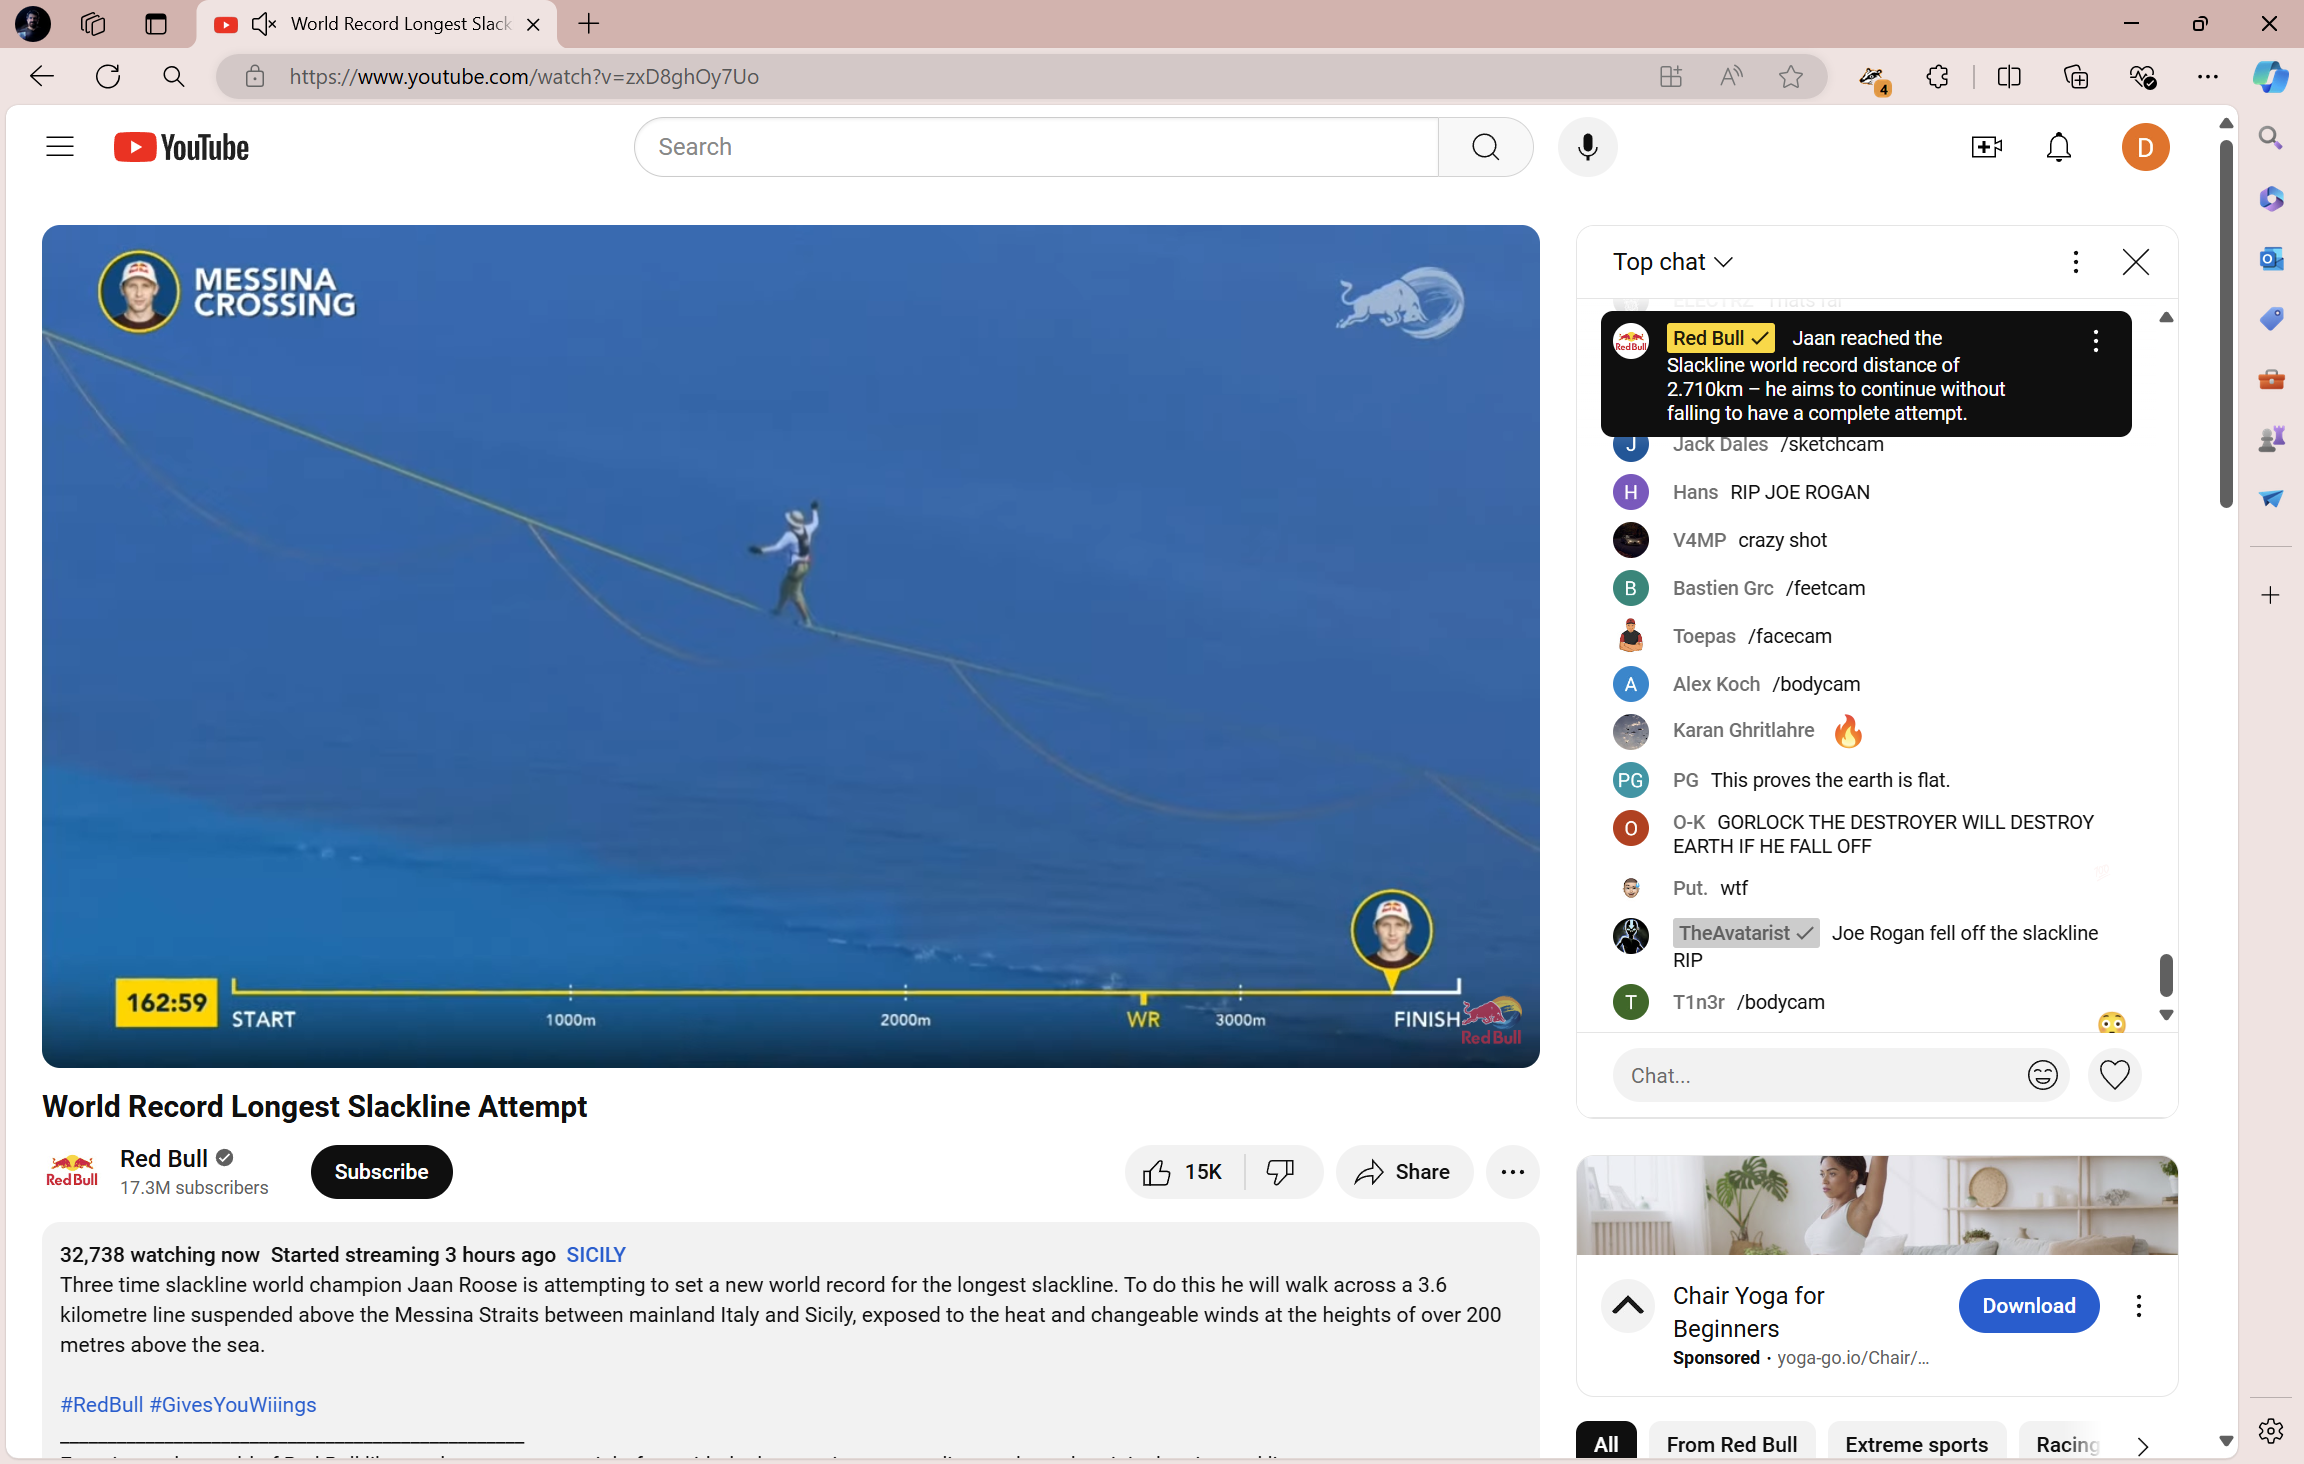 World Record Longest Slack
https://www.youtube.com/watch?v=zxD8ghOy7Uo
4
YouTube
Search
D
MESSINA
CROSSING
162:59
START
1000m
2000m
WR
3000m
FINISH
Red Bull
World Record Longest Slackline Attempt
Red Bull
Red Bull
17.3M subscribers
Subscribe
15K
Share
32,738 watching now Started streaming 3 hours ago SICILY
Three time slackline world champion Jaan Roose is attempting to set a new world record for the longest slackline. To do this he will walk across a 3.6
kilometre line suspended above the Messina Straits between mainland Italy and Sicily, exposed to the heat and changeable winds at the heights of over 200
metres above the sea.
#RedBull #GivesYouWiiings
Top chat
ELECTRZ Thats fair
Red Bull
Red Bull Jaan reached the
Slackline world record distance of
2.710km – he aims to continue without
falling to have a complete attempt.
J Jack Dales /sketchcam
H Hans RIP JOE ROGAN
V4MP crazy shot
B Bastien Grc /feetcam
Toepas /facecam
A Alex Koch /bodycam
Karan Ghritlahre 🔥
PG PG This proves the earth is flat.
O O-K GORLOCK THE DESTROYER WILL DESTROY
EARTH IF HE FALL OFF
Put. wtf
TheAvatarist Joe Rogan fell off the slackline
RIP
T T1n3r /bodycam
Chat...
Chair Yoga for
Beginners
Sponsored · yoga-go.io/Chair/...
Download
All
From Red Bull
Extreme sports
Racing